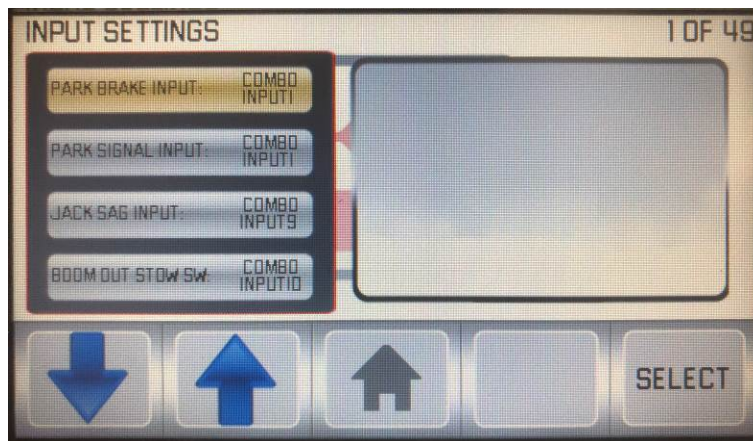 INPUT SETTINGS 1 OF 49
PARK BRAKE INPUT: COMBO INPUT1
PARK SIGNAL INPUT: COMBO INPUT1
JACK SAG INPUT: COMBO INPUT9
BOOM OUT STOW SW: COMBO INPUT10
SELECT